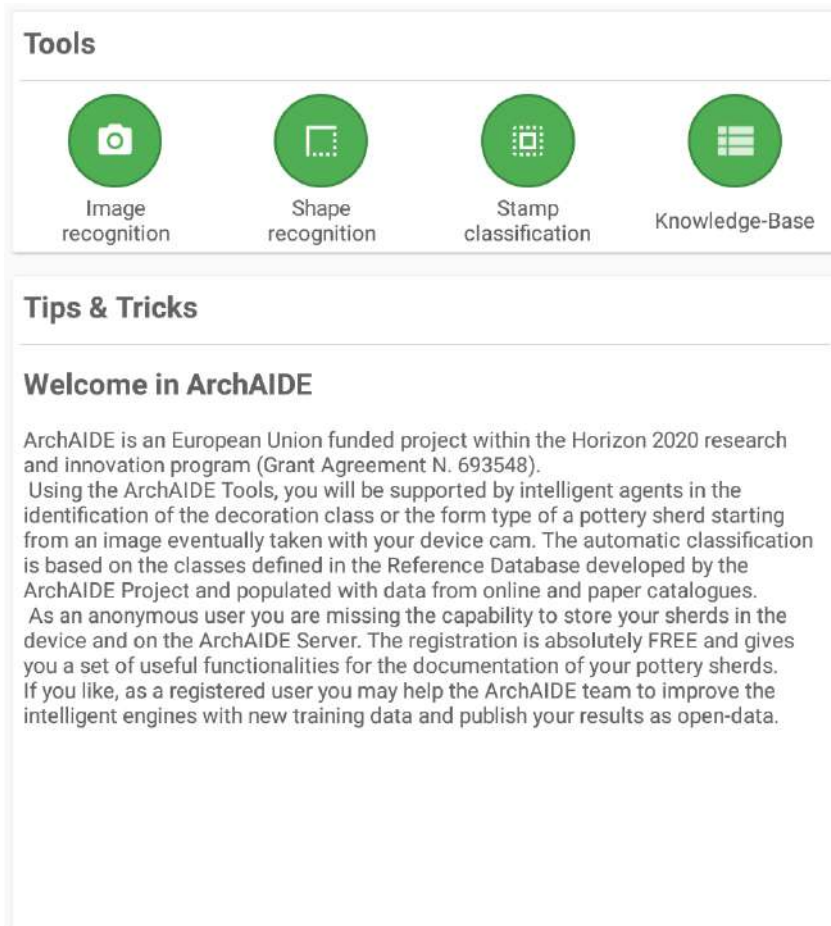 Tools
Image
recognition
Shape
recognition
Stamp
classification
Knowledge-Base
Tips & Tricks
Welcome in ArchAIDE
ArchAIDE is an European Union funded project within the Horizon 2020 research
and innovation program (Grant Agreement N. 693548).
Using the ArchAIDE Tools, you will be supported by intelligent agents in the
identification of the decoration class or the form type of a pottery sherd starting
from an image eventually taken with your device cam. The automatic classification
is based on the classes defined in the Reference Database developed by the
ArchAIDE Project and populated with data from online and paper catalogues.
As an anonymous user you are missing the capability to store your sherds in the
device and on the ArchAIDE Server. The registration is absolutely FREE and gives
you a set of useful functionalities for the documentation of your pottery sherds.
If you like, as a registered user you may help the ArchAIDE team to improve the
intelligent engines with new training data and publish your results as open-data.